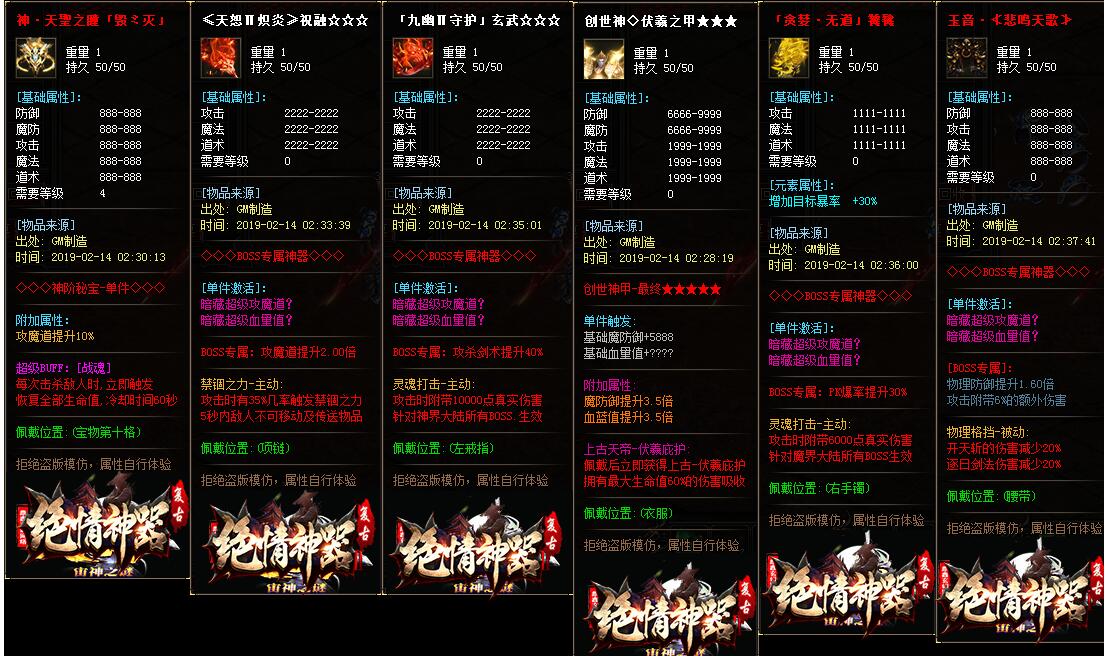 神·天聖之瞳「毁ミ灭」
重量 1
持久 50/50
[基础属性]:
防御 888-888
魔防 888-888
攻击 888-888
魔法 888-888
道术 888-888
需要等级 4
[物品来源]
出处: GM制造
时间: 2019-02-14 02:30:13
◇◇◇神阶秘宝-单件◇◇◇
附加属性:
攻魔道提升10%
超级BUFF: [战魂]
每次击杀敌人时,立即触发
恢复全部生命值,冷却时间60秒
佩戴位置:(宝物第十格)
拒绝盗版模仿，属性自行体验
复古
绝情神器
宙神之谜
≪天恕Ⅱ炽炎≫祝融☆☆☆
重量 1
持久 50/50
[基础属性]:
攻击 2222-2222
魔法 2222-2222
道术 2222-2222
需要等级 0
[物品来源]
出处: GM制造
时间: 2019-02-14 02:33:39
◇◇◇BOSS专属神器◇◇◇
[单件激活]:
暗藏超级攻魔道?
暗藏超级血量值?
BOSS专属: 攻魔道提升2.00倍
禁锢之力-主动:
攻击时有35%几率触发禁锢之力
5秒内敌人不可移动及传送物品
佩戴位置:(项链)
拒绝盗版模仿，属性自行体验
复古
绝情神器
宙神之谜
「九幽Ⅱ守护」玄武☆☆☆
重量 1
持久 50/50
[基础属性]:
攻击 2222-2222
魔法 2222-2222
道术 2222-2222
需要等级 0
[物品来源]
出处: GM制造
时间: 2019-02-14 02:35:01
◇◇◇BOSS专属神器◇◇◇
[单件激活]:
暗藏超级攻魔道?
暗藏超级血量值?
BOSS专属: 攻杀剑术提升40%
灵魂打击-主动:
攻击时附带10000点真实伤害
针对神界大陆所有BOSS.生效
佩戴位置:(左戒指)
拒绝盗版模仿，属性自行体验
复古
绝情神器
宙神之谜
创世神◇伏羲之甲★★★
重量 1
持久 50/50
[基础属性]:
防御 6666-9999
魔防 6666-9999
攻击 1999-1999
魔法 1999-1999
道术 1999-1999
需要等级 0
[物品来源]
出处: GM制造
时间: 2019-02-14 02:28:19
创世神甲-最终★★★★★
单件触发:
基础魔防御+5888
基础血量值+????
附加属性:
魔防御提升3.5倍
血蓝值提升3.5倍
上古天帝-伏羲庇护:
佩戴后立即获得上古-伏羲庇护
拥有最大生命值60%的伤害吸收
佩戴位置:(衣服)
拒绝盗版模仿，属性自行体验
复古
绝情神器
「贪婪·无道」饕餮
重量 1
持久 50/50
[基础属性]:
攻击 1111-1111
魔法 1111-1111
道术 1111-1111
需要等级 0
[元素属性]:
增加目标暴率 +30%
[物品来源]
出处: GM制造
时间: 2019-02-14 02:36:00
◇◇◇BOSS专属神器◇◇◇
[单件激活]:
暗藏超级攻魔道?
暗藏超级血量值?
BOSS专属: PK爆率提升30%
灵魂打击-主动:
攻击时附带6000点真实伤害
针对魔界大陆所有BOSS生效
佩戴位置:(右手镯)
拒绝盗版模仿，属性自行体验
复古
绝情神器
玉音·≮悲鸣天歌≯
重量 1
持久 50/50
[基础属性]:
防御 888-888
攻击 888-888
魔法 888-888
道术 888-888
需要等级 0
[物品来源]
出处: GM制造
时间: 2019-02-14 02:37:41
◇◇◇BOSS专属神器◇◇◇
[单件激活]:
暗藏超级攻魔道?
暗藏超级血量值?
[BOSS专属]:
物理防御提升1.60倍
攻击附带6%的额外伤害
物理格挡-被动:
开天斩的伤害减少20%
逐日剑法伤害减少20%
佩戴位置:(腰带)
拒绝盗版模仿，属性自行体验
复古
绝情神器